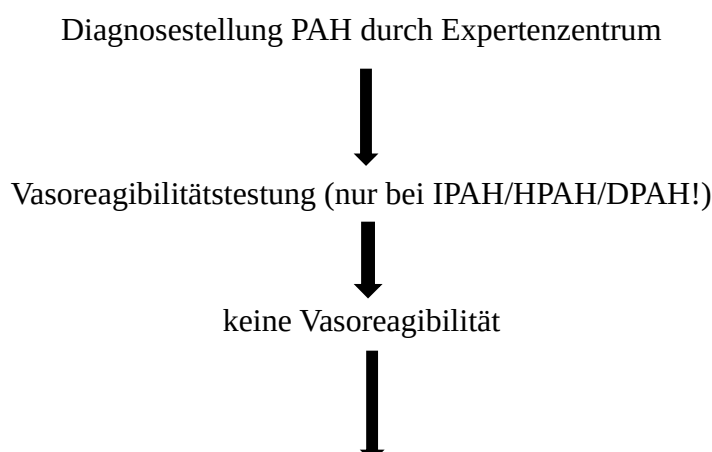 Diagnosestellung PAH durch Expertenzentrum
Vasoreagibilitätstestung (nur bei IPAH/HPAH/DPAH!)
keine Vasoreagibilität